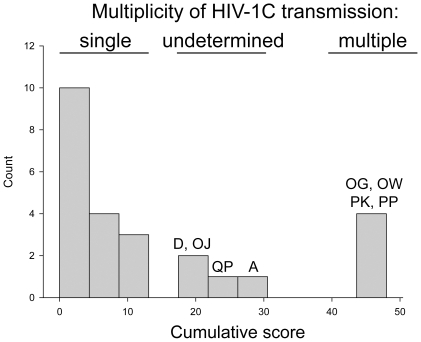 Multiplicity of HIV-1C transmission:
single undetermined multiple
12
10
8
6
4
2
0
Count
OG, OW
PK, PP
D, OJ
QP A
0 10 20 30 40 50
Cumulative score